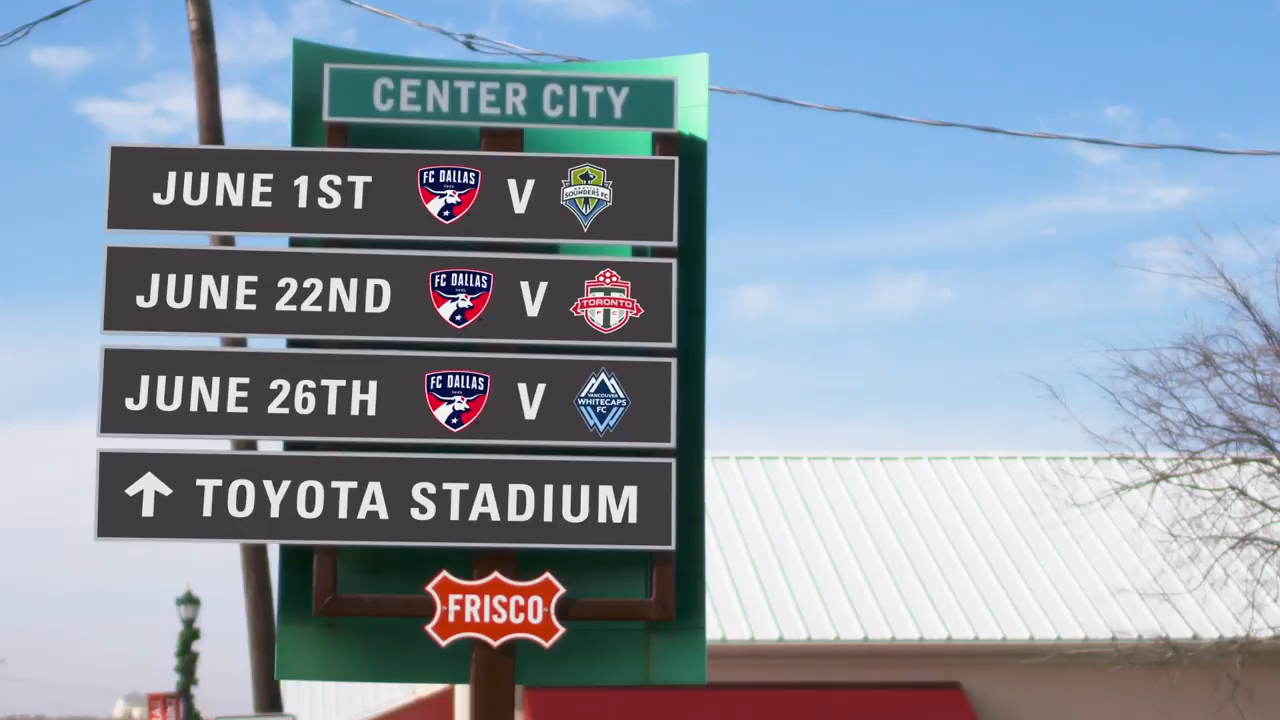 CENTER CITY
JUNE 1ST FC DALLAS V SOUNDERS FC
JUNE 22ND FC DALLAS V TORONTO FC
JUNE 26TH FC DALLAS V VANCOUVER WHITECAPS FC
TOYOTA STADIUM
FRISCO